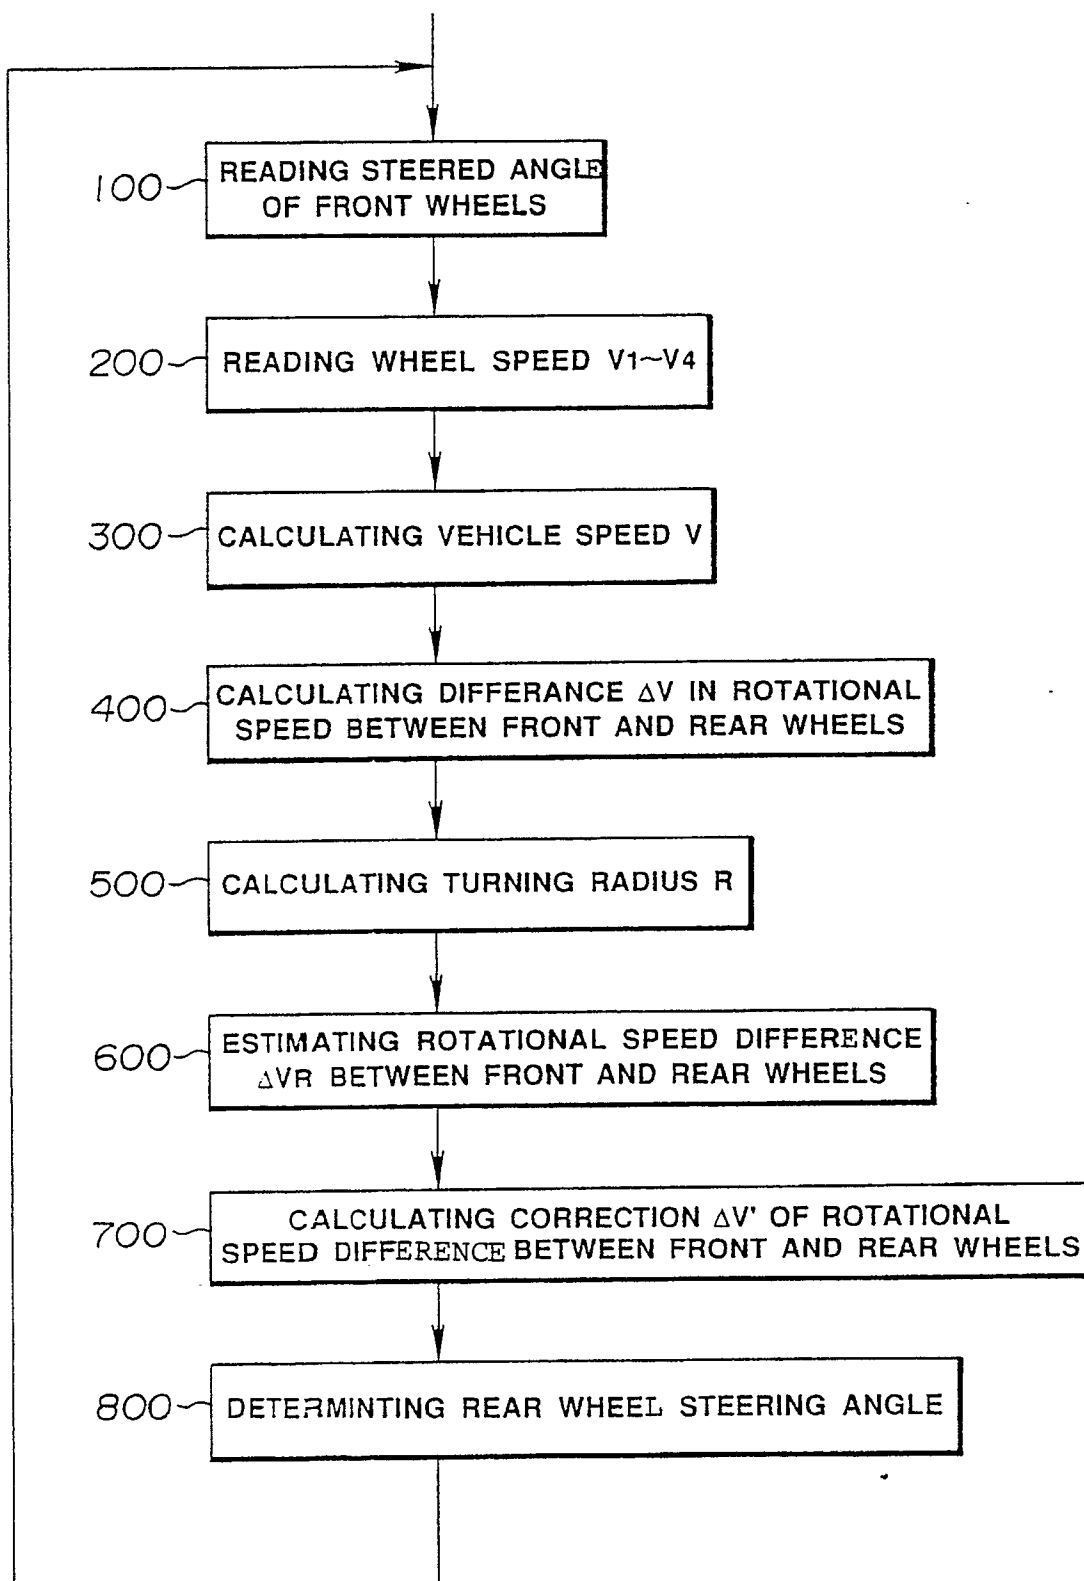 100
READING STEERED ANGLE
OF FRONT WHEELS
200
READING WHEEL SPEED V1~V4
300
CALCULATING VEHICLE SPEED V
400
CALCULATING DIFFERANCE ΔV IN ROTATIONAL
SPEED BETWEEN FRONT AND REAR WHEELS
500
CALCULATING TURNING RADIUS R
600
ESTIMATING ROTATIONAL SPEED DIFFERENCE
ΔVR BETWEEN FRONT AND REAR WHEELS
700
CALCULATING CORRECTION ΔV' OF ROTATIONAL
SPEED DIFFERENCE BETWEEN FRONT AND REAR WHEELS
800
DETERMINTING REAR WHEEL STEERING ANGLE